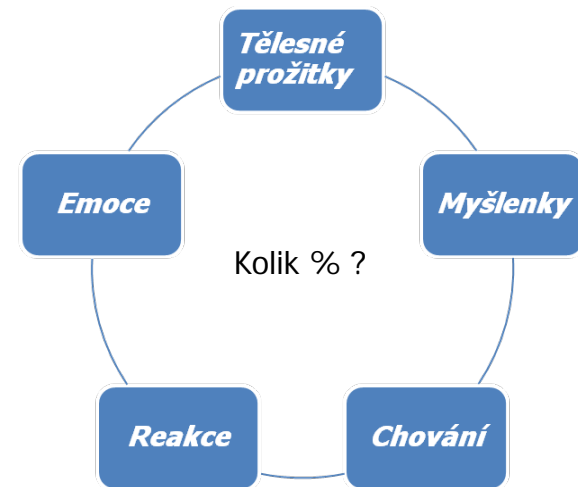 Tělesné
prožitky
Emoce
Myšlenky
Kolik % ?
Reakce
Chování